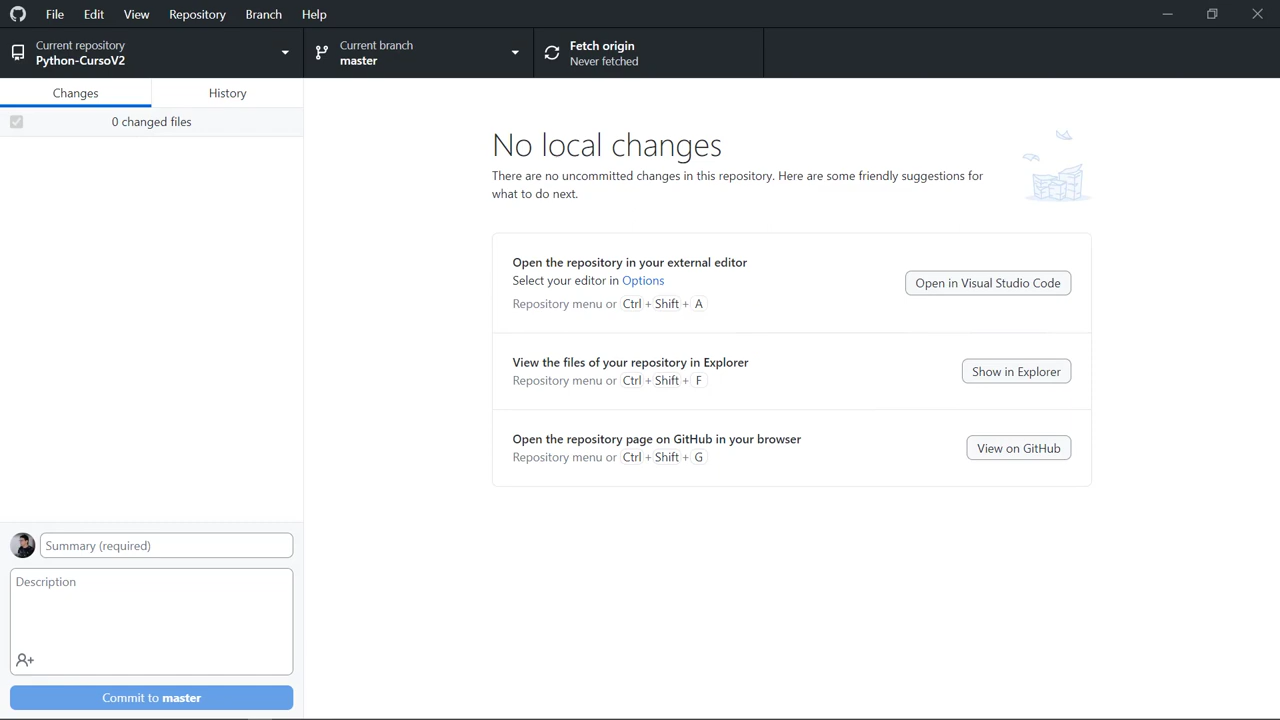 File Edit View Repository Branch Help
Current repository
Python-CursoV2
Current branch
master
Fetch origin
Never fetched
Changes History
0 changed files
No local changes
There are no uncommitted changes in this repository. Here are some friendly suggestions for
what to do next.
Open the repository in your external editor
Select your editor in Options
Repository menu or Ctrl + Shift + A
Open in Visual Studio Code
View the files of your repository in Explorer
Repository menu or Ctrl + Shift + F
Show in Explorer
Open the repository page on GitHub in your browser
Repository menu or Ctrl + Shift + G
View on GitHub
Summary (required)
Description
Commit to master